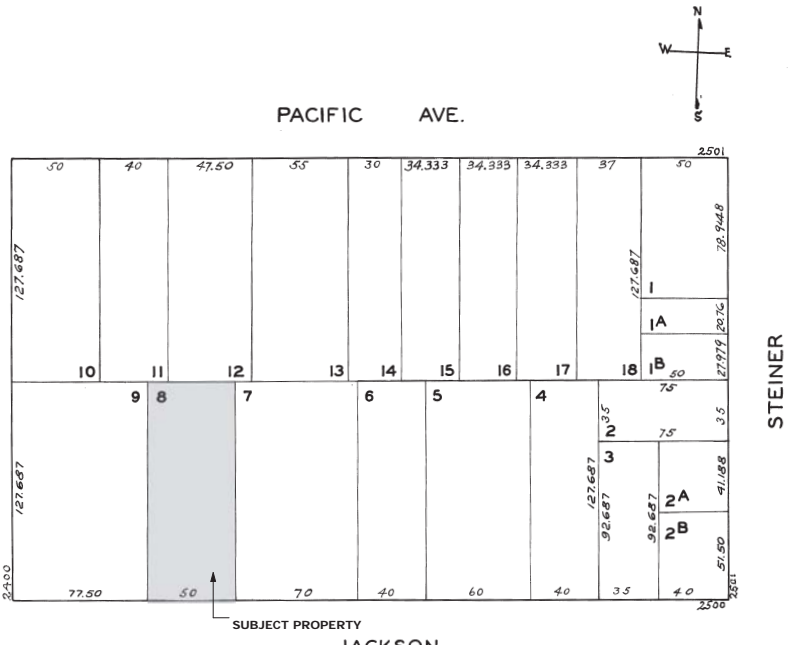 N
W E
S
PACIFIC AVE.
2501
50 40 47.50 55 30 34.333 34.333 34.333 37 50
127.687
127.687
78.9448
1
20.76
1A
27.979
1B
50
10 11 12 13 14 15 16 17 18
STEINER
9 8 7 6 5 4
75
35
35
2
75
3
127.687
127.687
92.687
92.687
41.188
2A
2B
51.50
2400
77.50 50 70 40 60 40 35 40
2501
2500
SUBJECT PROPERTY
JACKSON